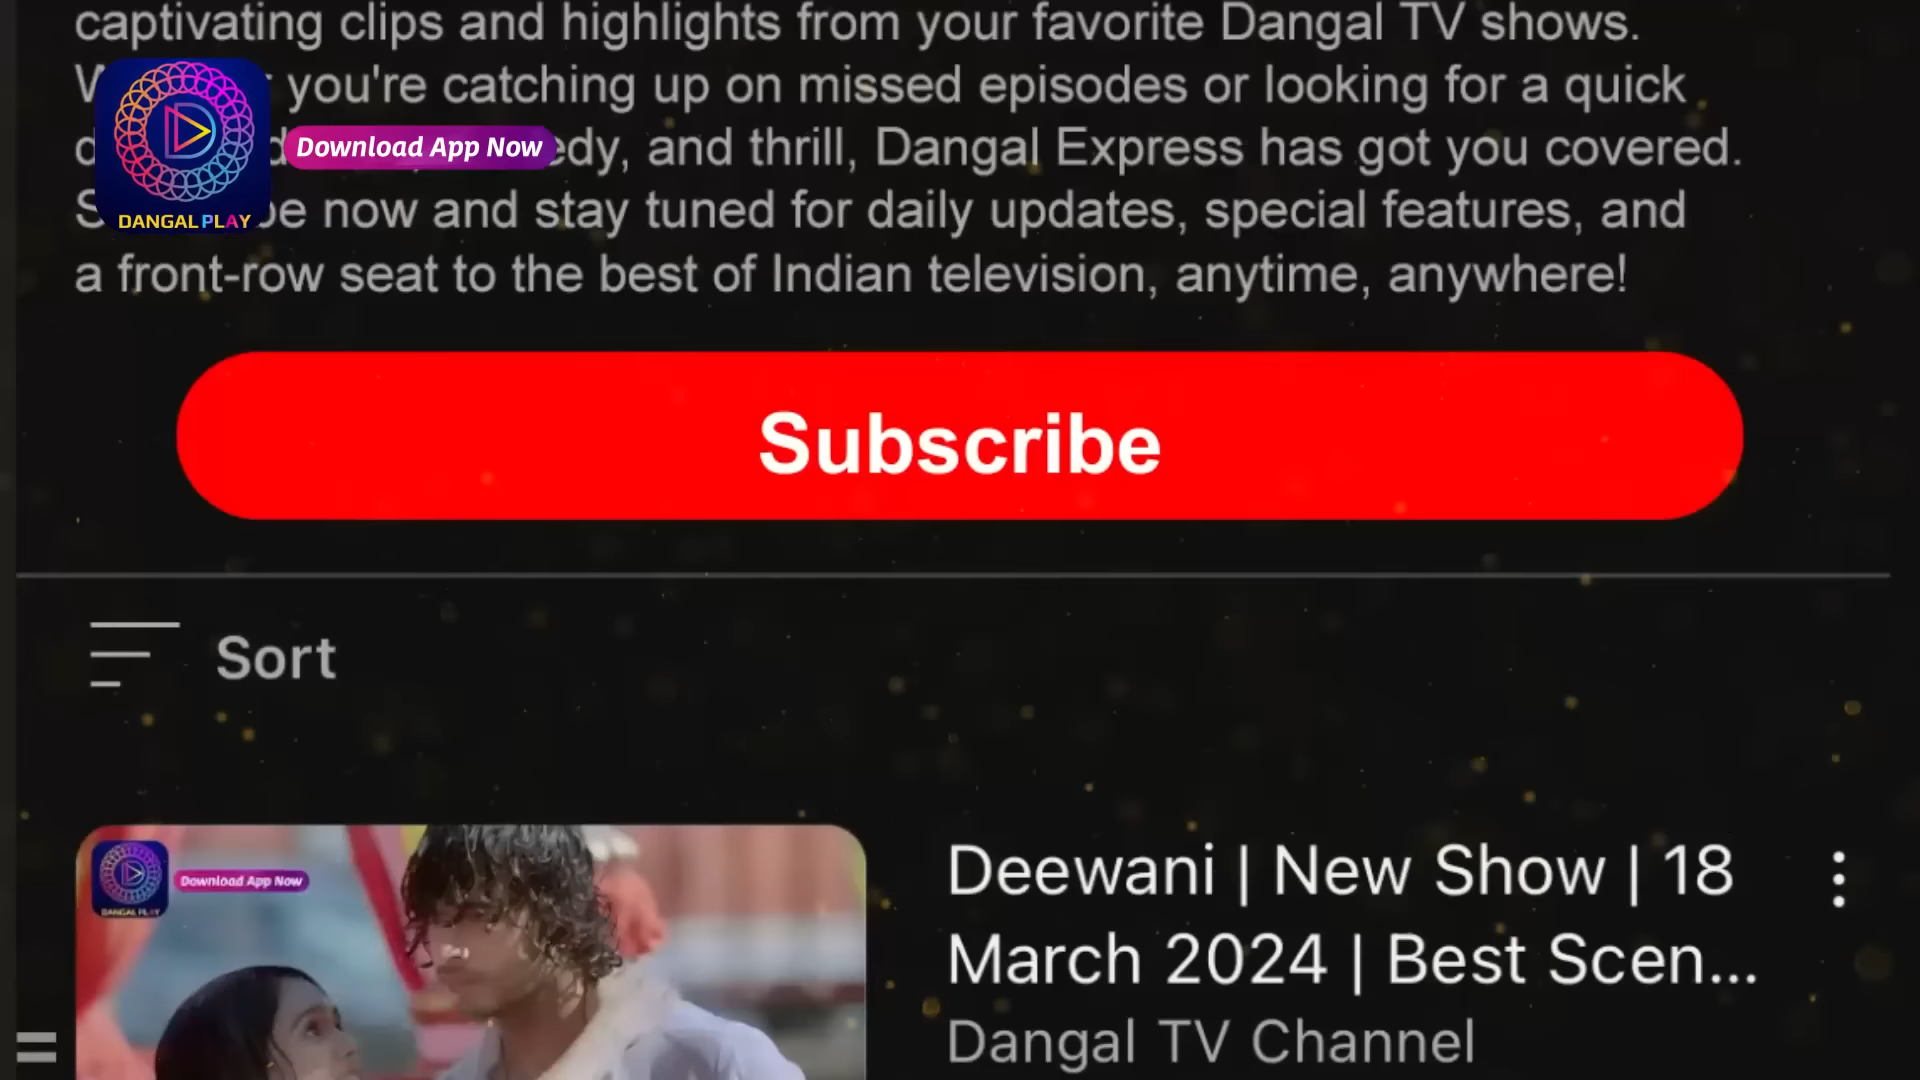 captivating clips and highlights from your favorite Dangal TV shows.
you're catching up on missed episodes or looking for a quick
edy, and thrill, Dangal Express has got you covered.
be now and stay tuned for daily updates, special features, and
a front-row seat to the best of Indian television, anytime, anywhere!
Download App Now
DANGAL PLAY
Subscribe
Sort
Download App Now
DANGAL PLAY
Deewani | New Show | 18
March 2024 | Best Scen...
Dangal TV Channel